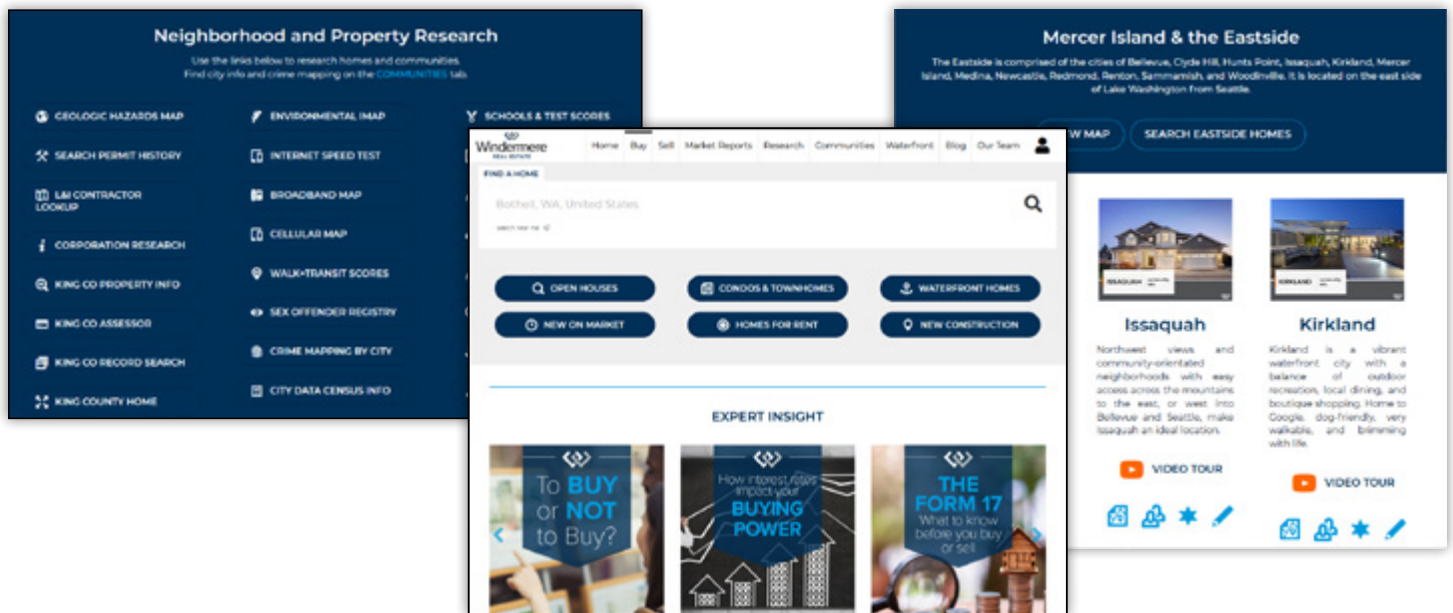 Neighborhood and Property Research
Use the links below to research homes and communities.
Find city info and crime mapping on the COMMUNITIES tab.
GEOLOGIC HAZARDS MAP
SEARCH PERMIT HISTORY
L&I CONTRACTOR
LOOKUP
CORPORATION RESEARCH
KING CO PROPERTY INFO
KING CO ASSESSOR
KING CO RECORD SEARCH
KING COUNTY HOME
ENVIRONMENTAL IMAP
INTERNET SPEED TEST
BROADBAND MAP
CELLULAR MAP
WALK+TRANSIT SCORES
SEX OFFENDER REGISTRY
CRIME MAPPING BY CITY
CITY DATA CENSUS INFO
SCHOOLS & TEST SCORES
Windermere
REAL ESTATE
Home Buy Sell Market Reports Research Communities Waterfront Blog Our Team
FIND A HOME
Bothell, WA, United States
search near me
OPEN HOUSES
CONDOS & TOWNHOMES
WATERFRONT HOMES
NEW ON MARKET
HOMES FOR RENT
NEW CONSTRUCTION
EXPERT INSIGHT
To BUY
or NOT
to Buy?
How interest rates
impact your
BUYING
POWER
THE
FORM 17
What to know
before you buy
or sell
Mercer Island & the Eastside
The Eastside is comprised of the cities of Bellevue, Clyde Hill, Hunts Point, Issaquah, Kirkland, Mercer
Island, Medina, Newcastle, Redmond, Renton, Sammamish, and Woodinville. It is located on the east side
of Lake Washington from Seattle.
W MAP
SEARCH EASTSIDE HOMES
ISSAQUAH
KIRKLAND
Issaquah
Northwest views and
community-orientated
neighborhoods with easy
access across the mountains
to the east, or west into
Bellevue and Seattle, make
Issaquah an ideal location.
VIDEO TOUR
Kirkland
Kirkland is a vibrant
waterfront city with a
balance of outdoor
recreation, local dining, and
boutique shopping. Home to
Google, dog-friendly, very
walkable, and brimming
with life.
VIDEO TOUR